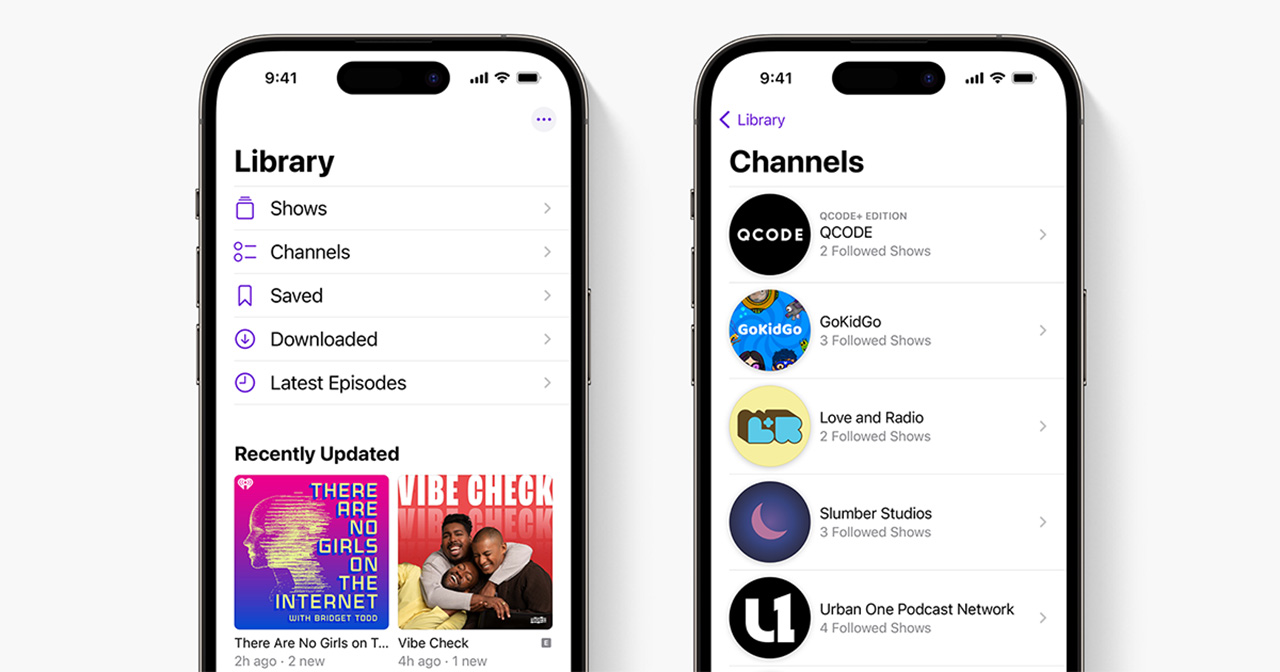 9:41
Library
Shows
Channels
Saved
Downloaded
Latest Episodes
Recently Updated
THERE
ARE
NO
GIRLS
ON
THE
INTERNET
WITH BRIDGET TODD
VIBE CHECK
VIBE CHECK
There Are No Girls on T...
2h ago · 2 new
Vibe Check
E
4h ago · 1 new
9:41
Library
Channels
QCODE
QCODE+ EDITION
QCODE
2 Followed Shows
GoKidGo
GoKidGo
3 Followed Shows
L+R
Love and Radio
2 Followed Shows
Slumber Studios
3 Followed Shows
U1
Urban One Podcast Network
4 Followed Shows